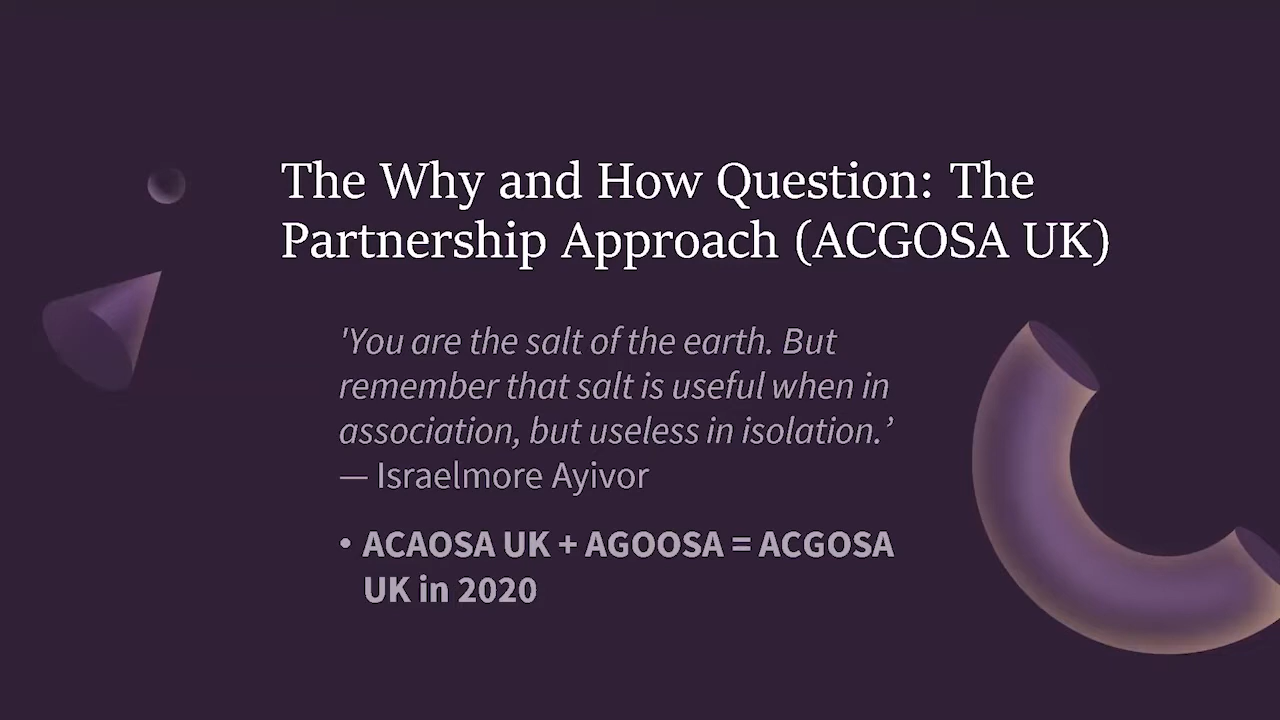 The Why and How Question: The
Partnership Approach (ACGOSA UK)
'You are the salt of the earth. But
remember that salt is useful when in
association, but useless in isolation.’
— Israelmore Ayivor
• ACAOSA UK + AGOOSA = ACGOSA
UK in 2020